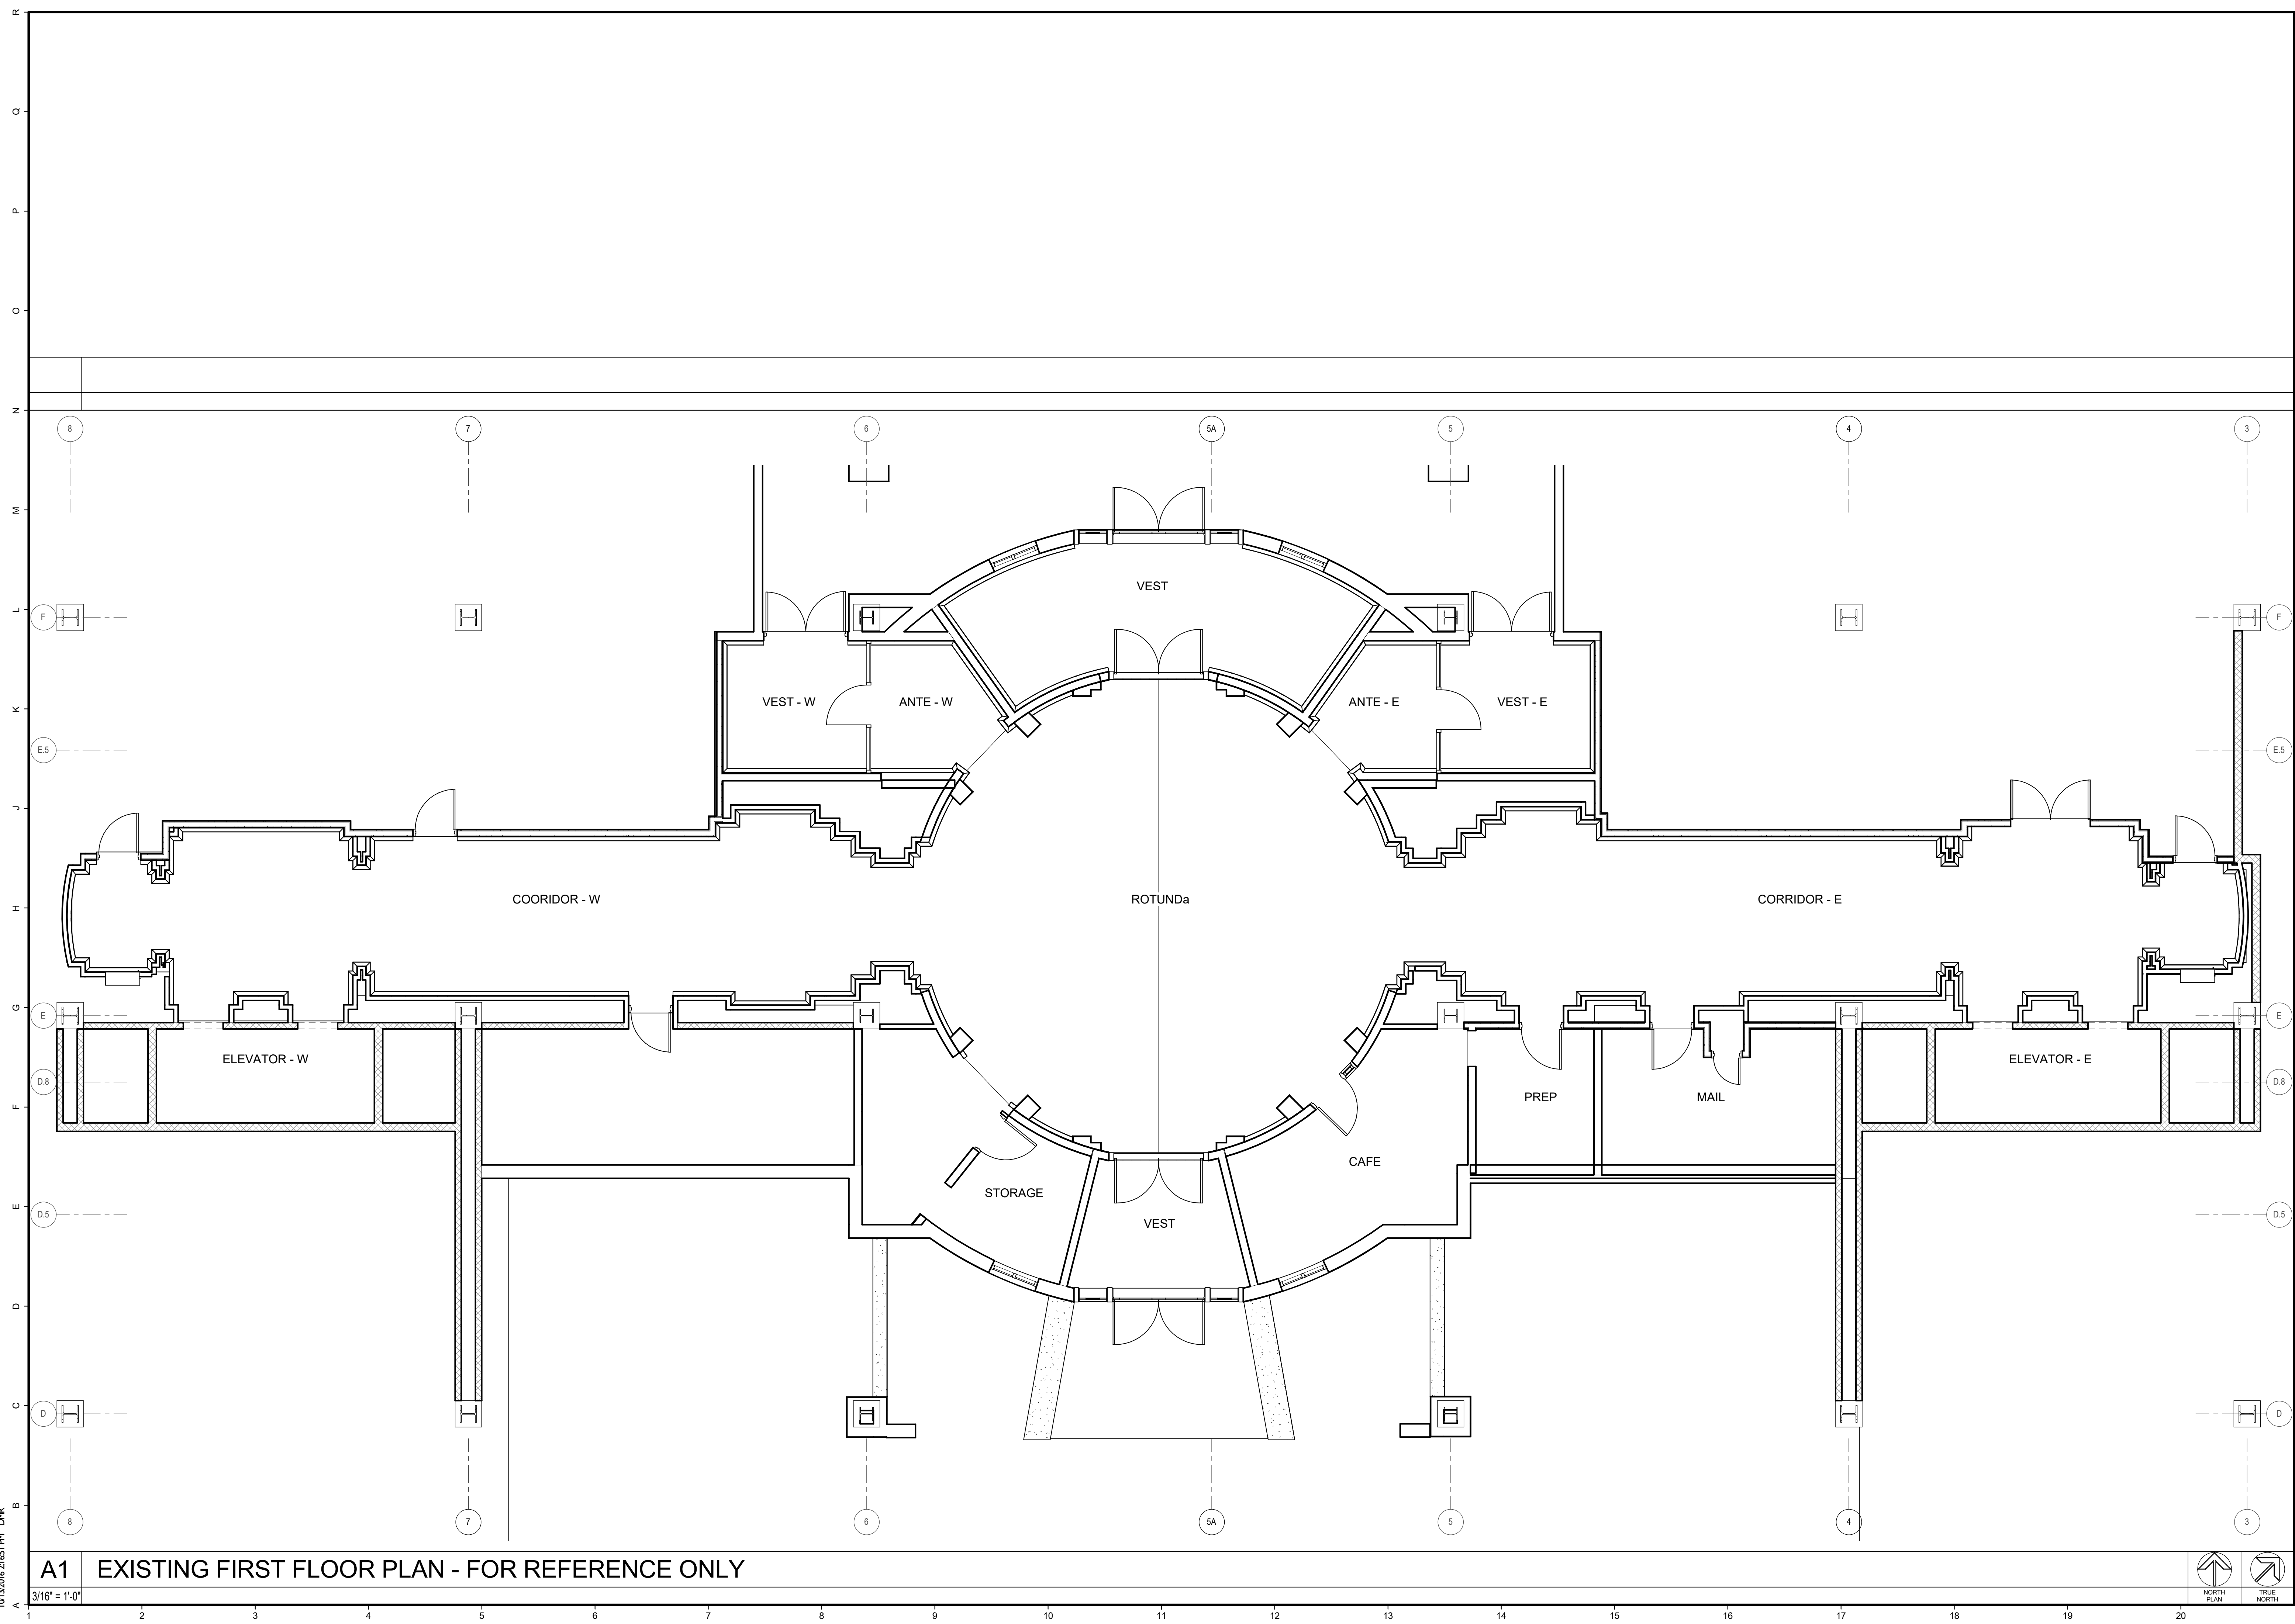 R
Q
P
O
N
M
L
K
J
H
G
F
E
D
C
B
A
8
7
6
5A
5
4
3
F
F
VEST
VEST - W
ANTE - W
ANTE - E
VEST - E
E.5
E.5
COORIDOR - W
ROTUNDa
CORRIDOR - E
E
E
ELEVATOR - W
ELEVATOR - E
D.8
D.8
PREP
MAIL
CAFE
STORAGE
VEST
D.5
D.5
D
D
8
7
6
5A
5
4
3
A1
EXISTING FIRST FLOOR PLAN - FOR REFERENCE ONLY
3/16" = 1'-0"
NORTH
PLAN
TRUE
NORTH
1 2 3 4 5 6 7 8 9 10 11 12 13 14 15 16 17 18 19 20